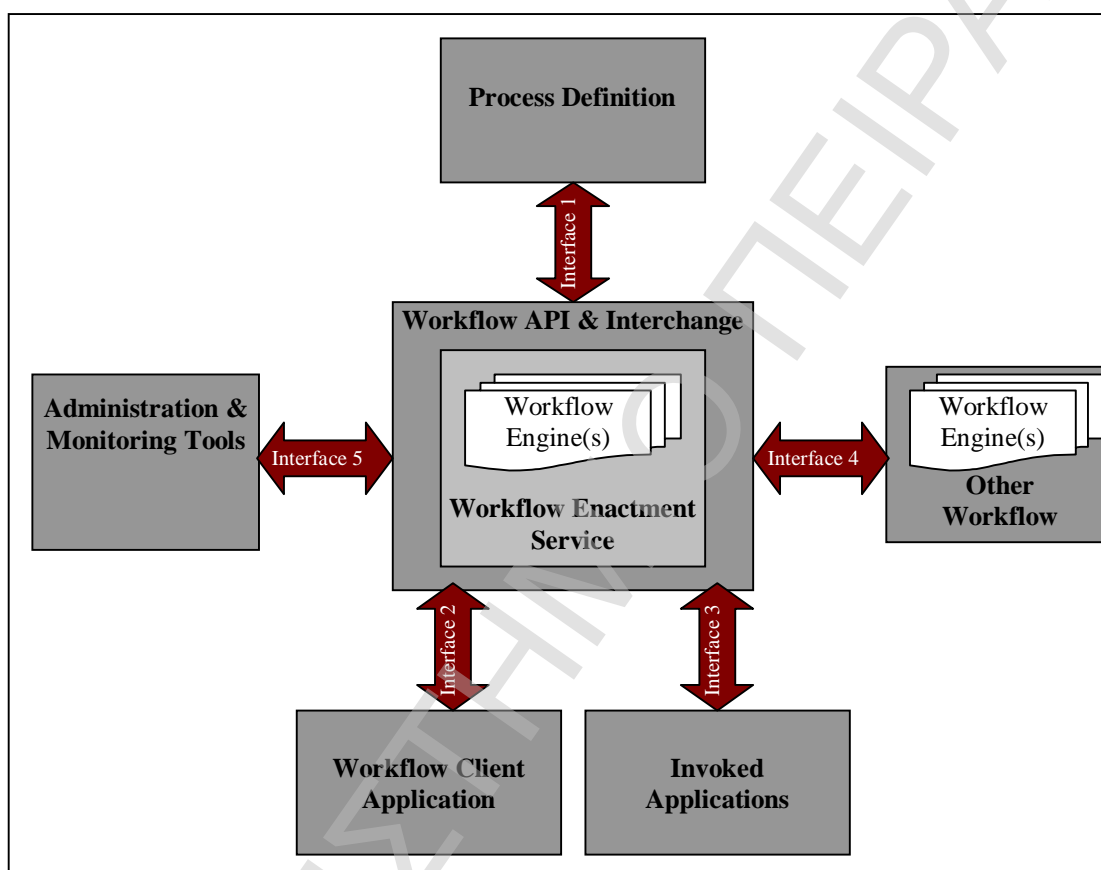 Process Definition
Interface 1
Workflow API & Interchange
Workflow
Engine(s)
Workflow Enactment
Service
Administration &
Monitoring Tools
Interface 5
Interface 4
Workflow
Engine(s)
Other
Workflow
Interface 2
Interface 3
Workflow Client
Application
Invoked
Applications